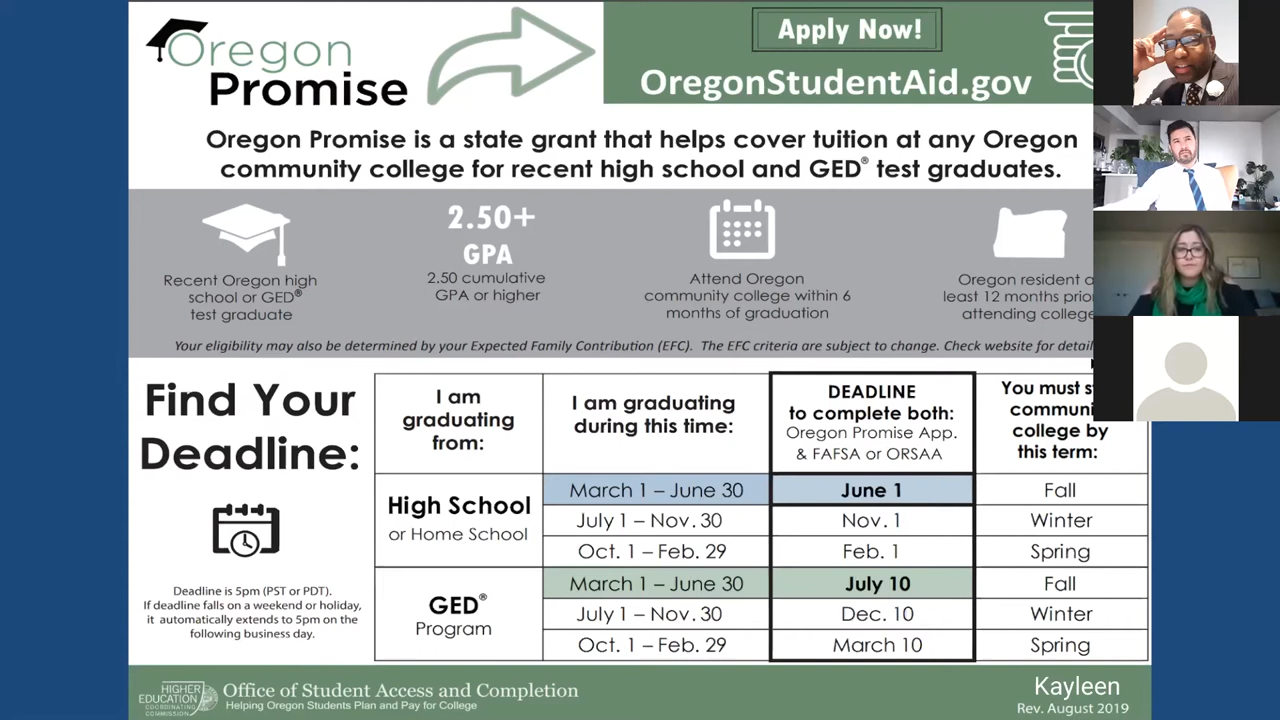 Oregon
Promise
Apply Now!
OregonStudentAid.gov
Oregon Promise is a state grant that helps cover tuition at any Oregon
community college for recent high school and GED® test graduates.
Recent Oregon high
school or GED®
test graduate
2.50+
GPA
2.50 cumulative
GPA or higher
Attend Oregon
community college within 6
months of graduation
Oregon resident a
least 12 months prio
attending college
Your eligibility may also be determined by your Expected Family Contribution (EFC). The EFC criteria are subject to change. Check website for detail
Find Your
Deadline:
Deadline is 5pm (PST or PDT).
If deadline falls on a weekend or holiday,
it automatically extends to 5pm on the
following business day.
I am
graduating
from:
I am graduating
during this time:
DEADLINE
to complete both:
Oregon Promise App.
& FAFSA or ORSAA
You must s
communi
college by
this term:
High School
or Home School
March 1 – June 30
June 1
Fall
July 1 – Nov. 30
Nov. 1
Winter
Oct. 1 – Feb. 29
Feb. 1
Spring
GED®
Program
March 1 – June 30
July 10
Fall
July 1 – Nov. 30
Dec. 10
Winter
Oct. 1 – Feb. 29
March 10
Spring
HIGHER
EDUCATION
COORDINATING
COMMISSION
Office of Student Access and Completion
Helping Oregon Students Plan and Pay for College
Kayleen
Rev. August 2019